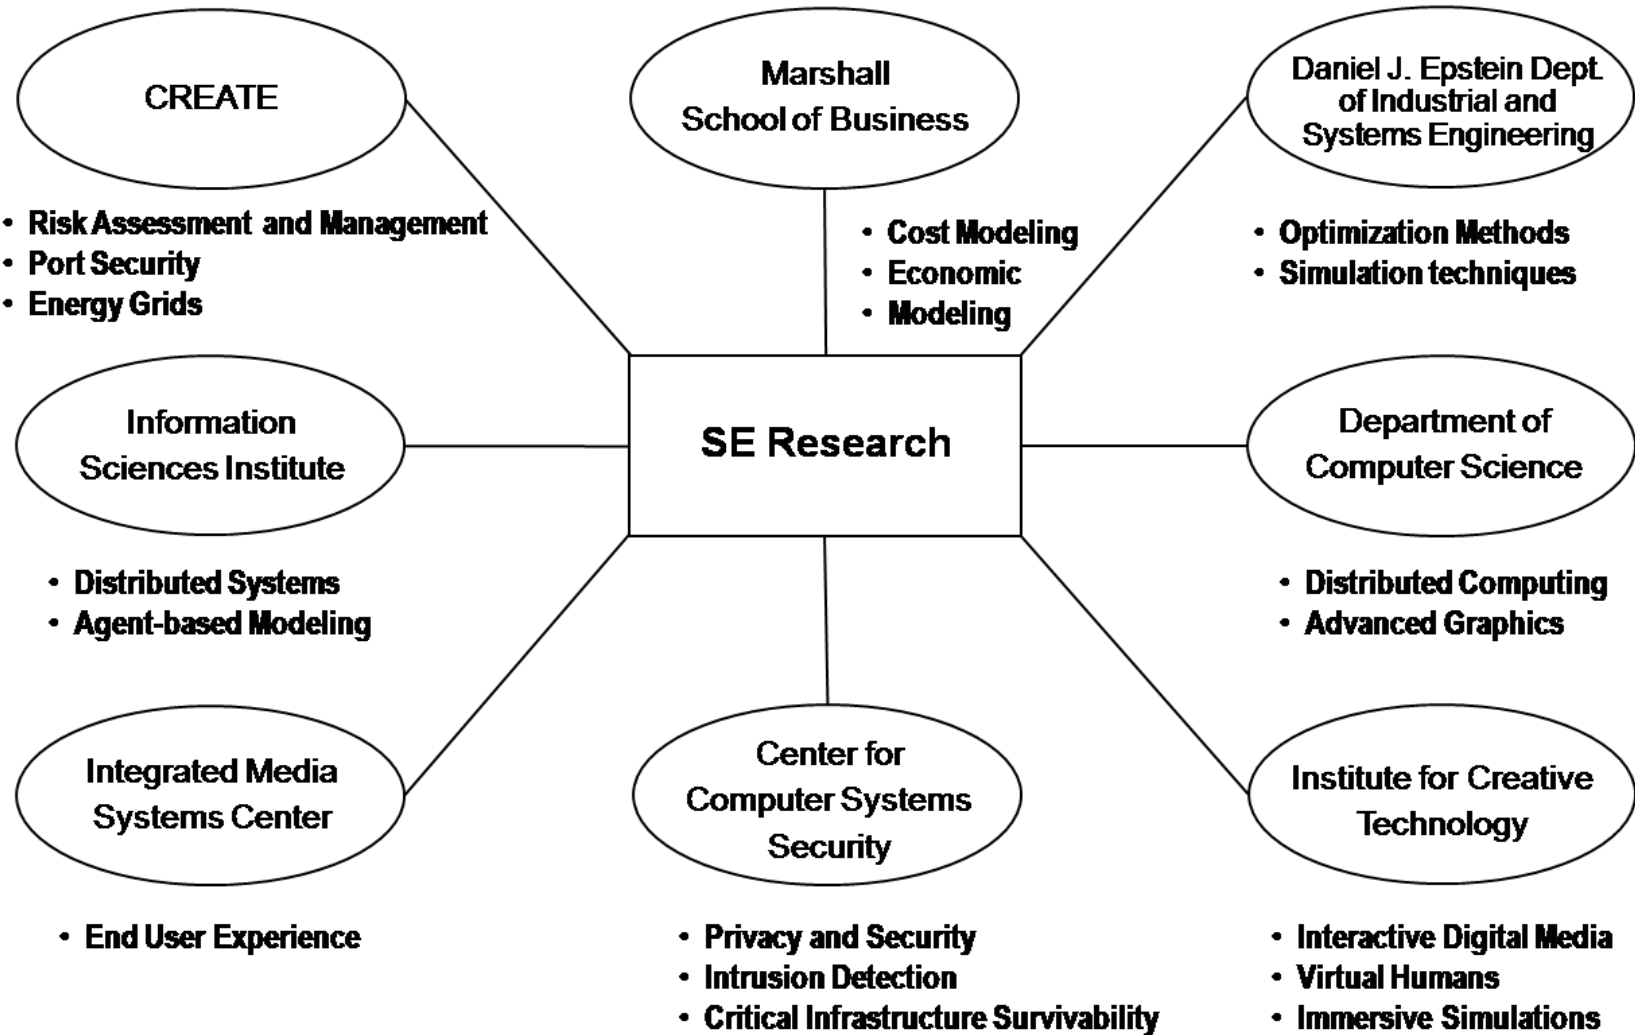 CREATE
• Risk Assessment and Management
• Port Security
• Energy Grids
Marshall
School of Business
• Cost Modeling
• Economic
• Modeling
Daniel J. Epstein Dept.
of Industrial and
Systems Engineering
• Optimization Methods
• Simulation techniques
Information
Sciences Institute
• Distributed Systems
• Agent-based Modeling
SE Research
Department of
Computer Science
• Distributed Computing
• Advanced Graphics
Integrated Media
Systems Center
• End User Experience
Center for
Computer Systems
Security
• Privacy and Security
• Intrusion Detection
• Critical Infrastructure Survivability
Institute for Creative
Technology
• Interactive Digital Media
• Virtual Humans
• Immersive Simulations